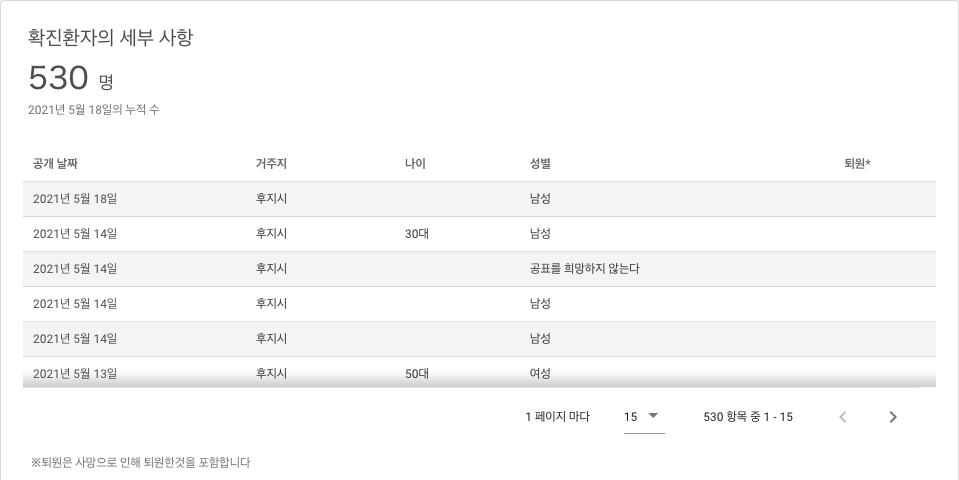 확진환자의 세부 사항
530 명
2021년 5월 18일의 누적 수
공개 날짜 거주지 나이 성별 퇴원*
2021년 5월 18일 후지시 남성
2021년 5월 14일 후지시 30대 남성
2021년 5월 14일 후지시 공표를 희망하지 않는다
2021년 5월 14일 후지시 남성
2021년 5월 14일 후지시 남성
2021년 5월 13일 후지시 50대 여성
1 페이지 마다 15 530 항목 중 1 - 15
※퇴원은 사망으로 인해 퇴원한것을 포함합니다